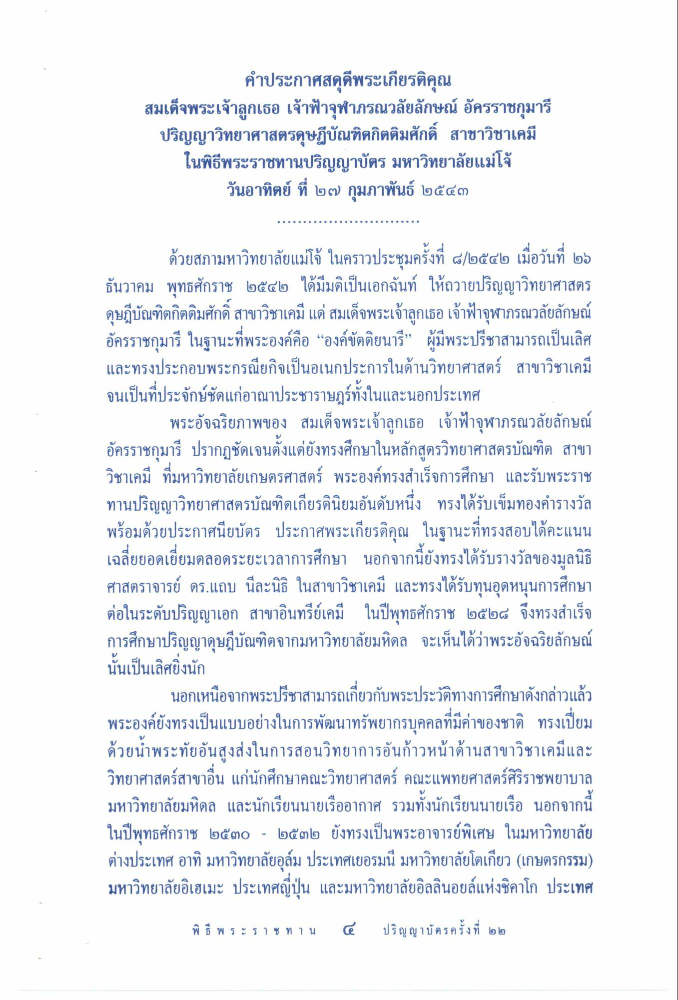 คำประกาศสดุดีพระเกียรติคุณ
สมเด็จพระเจ้าลูกเธอ เจ้าฟ้าจุฬาภรณวลัยลักษณ์ อัครราชกุมารี
ปริญญาวิทยาศาสตรดุษฎีบัณฑิตกิตติมศักดิ์ สาขาวิชาเคมี
ในพิธีพระราชทานปริญญาบัตร มหาวิทยาลัยแม่โจ้
วันอาทิตย์ ที่ ๒๗ กุมภาพันธ์ ๒๕๔๓
............................
ด้วยสภามหาวิทยาลัยแม่โจ้ ในคราวประชุมครั้งที่ ๘/๒๕๔๒ เมื่อวันที่ ๒๖
ธันวาคม พุทธศักราช ๒๕๔๒ ได้มีมติเป็นเอกฉันท์ ให้ถวายปริญญาวิทยาศาสตร
ดุษฎีบัณฑิตกิตติมศักดิ์ สาขาวิชาเคมี แด่ สมเด็จพระเจ้าลูกเธอ เจ้าฟ้าจุฬาภรณวลัยลักษณ์
อัครราชกุมารี ในฐานะที่พระองค์คือ “องค์ขัตติยนารี” ผู้มีพระปรีชาสามารถเป็นเลิศ
และทรงประกอบพระกรณียกิจเป็นอเนกประการในด้านวิทยาศาสตร์ สาขาวิชาเคมี
จนเป็นที่ประจักษ์ชัดแก่อาณาประชาราษฎร์ทั้งในและนอกประเทศ
พระอัจฉริยภาพของ สมเด็จพระเจ้าลูกเธอ เจ้าฟ้าจุฬาภรณวลัยลักษณ์
อัครราชกุมารี ปรากฏชัดเจนตั้งแต่ยังทรงศึกษาในหลักสูตรวิทยาศาสตรบัณฑิต สาขา
วิชาเคมี ที่มหาวิทยาลัยเกษตรศาสตร์ พระองค์ทรงสำเร็จการศึกษา และรับพระราช
ทานปริญญาวิทยาศาสตรบัณฑิตเกียรตินิยมอันดับหนึ่ง ทรงได้รับเข็มทองคำรางวัล
พร้อมด้วยประกาศนียบัตร ประกาศพระเกียรติคุณ ในฐานะที่ทรงสอบได้คะแนน
เฉลี่ยยอดเยี่ยมตลอดระยะเวลาการศึกษา นอกจากนี้ยังทรงได้รับรางวัลของมูลนิธิ
ศาสตราจารย์ ดร.แถบ นีละนิธิ ในสาขาวิชาเคมี และทรงได้รับทุนอุดหนุนการศึกษา
ต่อในระดับปริญญาเอก สาขาอินทรีย์เคมี ในปีพุทธศักราช ๒๕๒๘ จึงทรงสำเร็จ
การศึกษาปริญญาดุษฎีบัณฑิตจากมหาวิทยาลัยมหิดล จะเห็นได้ว่าพระอัจฉริยลักษณ์
นั้นเป็นเลิศยิ่งนัก
นอกเหนือจากพระปรีชาสามารถเกี่ยวกับพระประวัติทางการศึกษาดังกล่าวแล้ว
พระองค์ยังทรงเป็นแบบอย่างในการพัฒนาทรัพยากรบุคคลที่มีค่าของชาติ ทรงเปี่ยม
ด้วยน้ำพระทัยอันสูงส่งในการสอนวิทยาการอันก้าวหน้าด้านสาขาวิชาเคมีและ
วิทยาศาสตร์สาขาอื่น แก่นักศึกษาคณะวิทยาศาสตร์ คณะแพทยศาสตร์ศิริราชพยาบาล
มหาวิทยาลัยมหิดล และนักเรียนนายเรืออากาศ รวมทั้งนักเรียนนายเรือ นอกจากนี้
ในปีพุทธศักราช ๒๕๓๐ - ๒๕๓๒ ยังทรงเป็นพระอาจารย์พิเศษ ในมหาวิทยาลัย
ต่างประเทศ อาทิ มหาวิทยาลัยอุล์ม ประเทศเยอรมนี มหาวิทยาลัยโตเกียว (เกษตรกรรม)
มหาวิทยาลัยอิเฮเมะ ประเทศญี่ปุ่น และมหาวิทยาลัยอิลลินอยล์แห่งชิคาโก ประเทศ
พิธีพระราชทาน ๔ ปริญญาบัตรครั้งที่ ๒๒